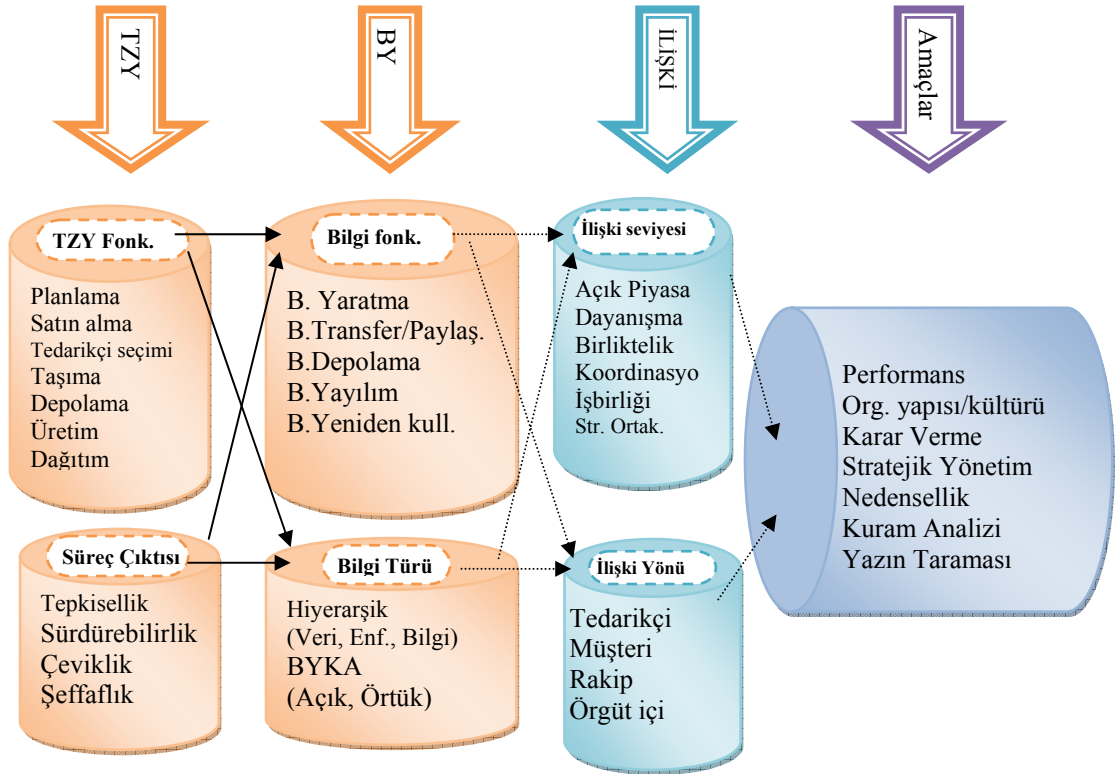 TZY
BY
İLİŞKİ
Amaçlar
TZY Fonk.
Planlama
Satın alma
Tedarikçi seçimi
Taşıma
Depolama
Üretim
Dağıtım
Bilgi fonk.
B. Yaratma
B.Transfer/Paylaş.
B.Depolama
B.Yayılım
B.Yeniden kull.
İlişki seviyesi
Açık Piyasa
Dayanışma
Birliktelik
Koordinasyo
İşbirliği
Str. Ortak.
Performans
Org. yapısı/kültürü
Karar Verme
Stratejik Yönetim
Nedensellik
Kuram Analizi
Yazın Taraması
Süreç Çıktısı
Tepkisellik
Sürdürebilirlik
Çeviklik
Şeffaflık
Bilgi Türü
Hiyerarşik
(Veri, Enf., Bilgi)
BYKA
(Açık, Örtük)
İlişki Yönü
Tedarikçi
Müşteri
Rakip
Örgüt içi